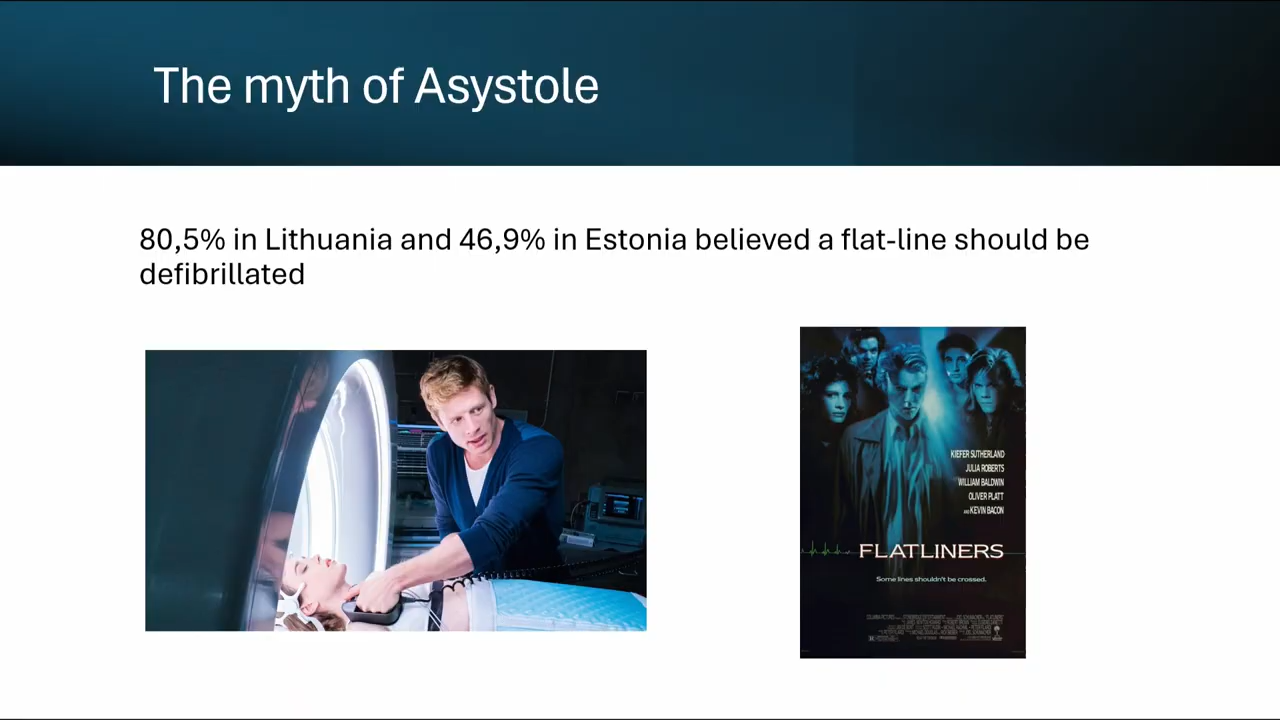 The myth of Asystole
80,5% in Lithuania and 46,9% in Estonia believed a flat-line should be
defibrillated
KIEFER SUTHERLAND
JULIA ROBERTS
WILLIAM BALDWIN
OLIVER PLATT
AND KEVIN BACON
FLATLINERS
Some lines shouldn't be crossed.